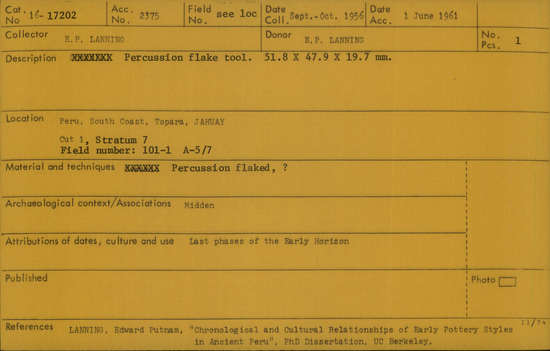 Cat. No 16-17202 Acc. No. 2375 Field No. see loc Date Coll. Sept.-Oct. 1956 Date Acc. 1 June 1961
Collector E.P. LANNING Donor E.P. LANNING No. Pcs. 1
Description Percussion flake tool. 51.8 X 47.9 X 19.7 mm.
Location Peru, South Coast, Topara, JAHUAY
Cut 1, Stratum 7
Field number: 101-1 A-5/7
Material and techniques Percussion flaked, ?
Archæological context/Associations Midden
Attributions of dates, culture and use Last phases of the Early Horizon
Published Photo
References LANNING, Edward Putnam, "Chronological and Cultural Relationships of Early Pottery Styles
in Ancient Peru", PhD Dissertation, UC Berkeley.